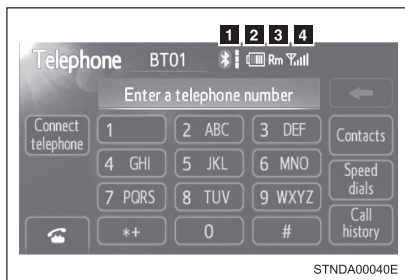 1 2 3 4
Telephone BT01 Rm
Enter a telephone number
Connect
telephone
1 2 ABC 3 DEF
Contacts
4 GHI 5 JKL 6 MNO
Speed
dials
7 PQRS 8 TUV 9 WXYZ
*+ 0 #
Call
history
STNDA00040E